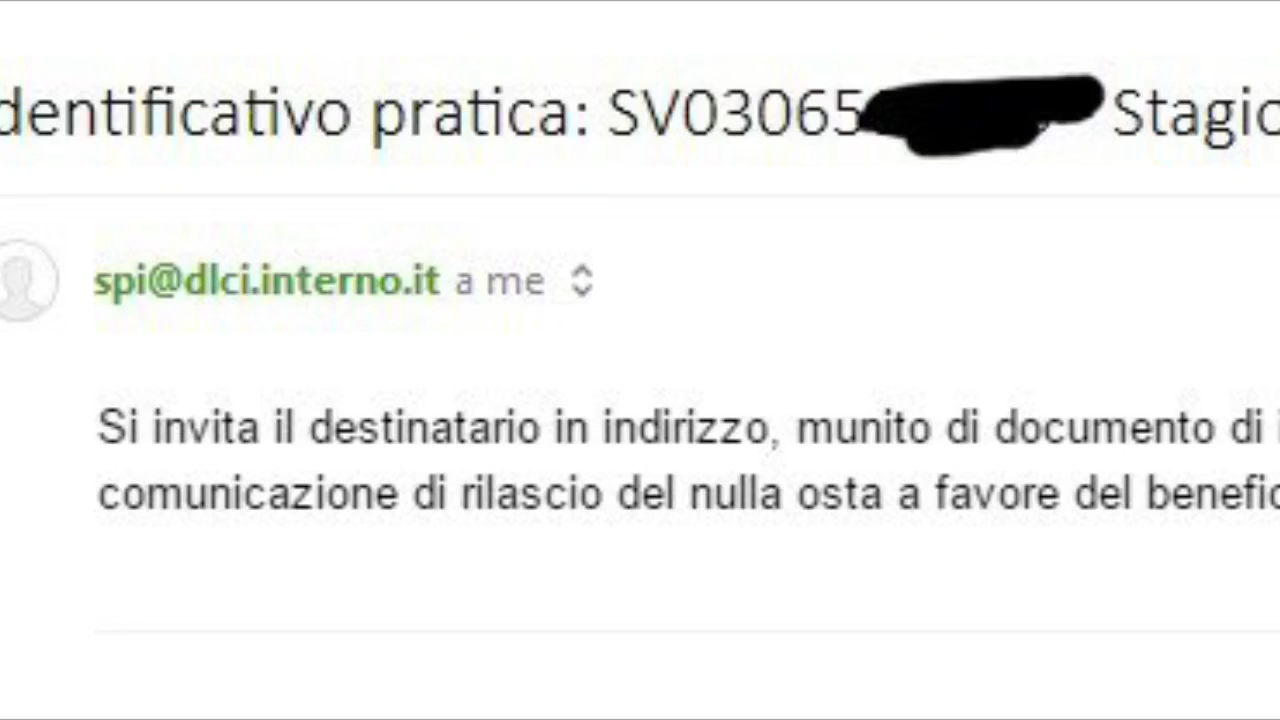 dentificativo pratica: SV03065 Stagio
spi@dlci.interno.it a me
Si invita il destinatario in indirizzo, munito di documento di i
comunicazione di rilascio del nulla osta a favore del benefic